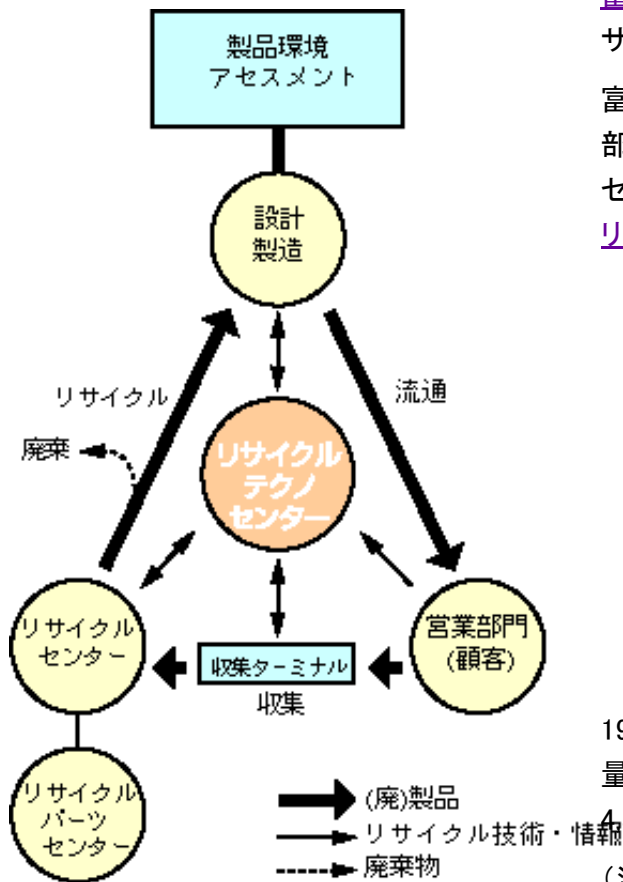 製品環境
アセスメント
設計
製造
リサイクル
流通
廃棄
リサイクル
テクノ
センター
リサイクル
センター
収集ターミナル
収集
営業部門
(顧客)
リサイクル
パーツ
センター
(廃)製品
リサイクル技術・情報
廃棄物
サ
富
部
セ
リ
19
量
4